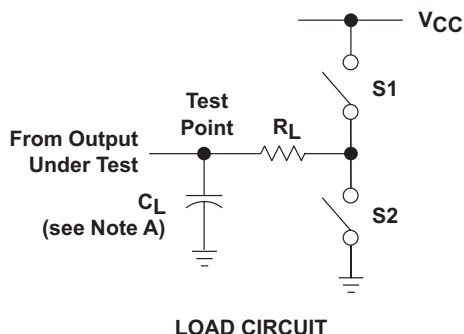 VCC
S1
Test
Point
RL
From Output
Under Test
CL
(see Note A)
S2
LOAD CIRCUIT